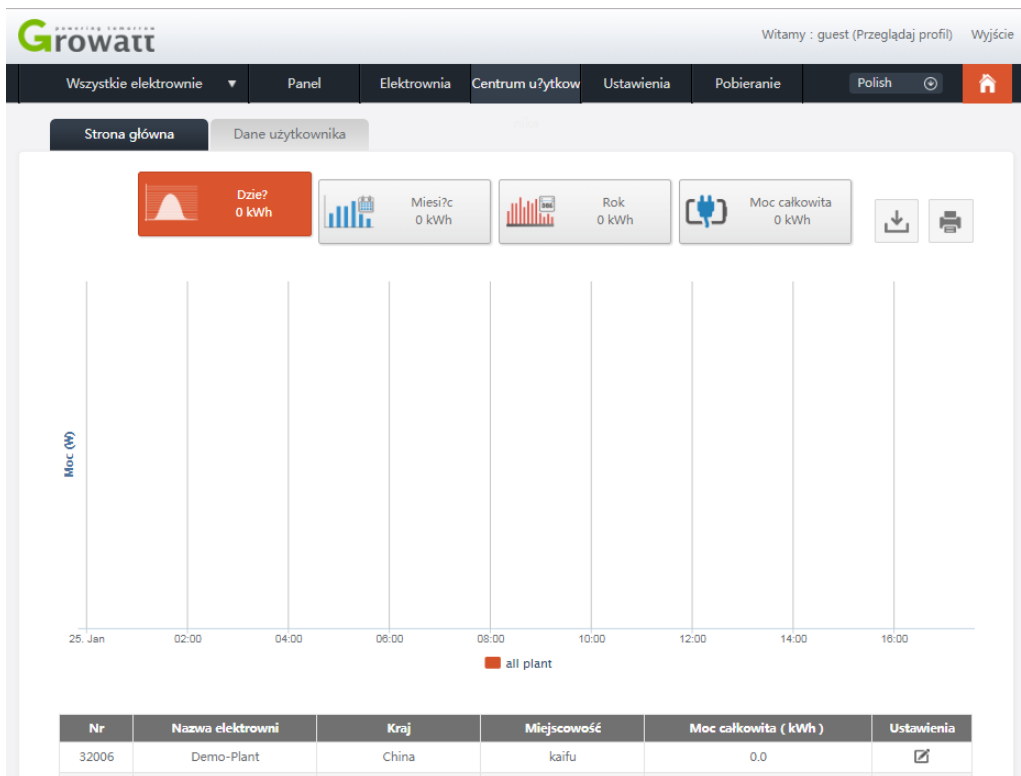 powering tomorrow
Growatt
Witamy : guest (Przeglądaj profil) Wyjście
Wszystkie elektrownie ▼ Panel Elektrownia Centrum u?ytkow Ustawienia Pobieranie Polish
Strona główna Dane użytkownika
Dzie?
0 kWh
Miesi?c
0 kWh
Rok
0 kWh
Moc całkowita
0 kWh
Moc (W)
25. Jan 02:00 04:00 06:00 08:00 10:00 12:00 14:00 16:00
all plant
Nr Nazwa elektrowni Kraj Miejscowość Moc całkowita ( kWh ) Ustawienia
32006 Demo-Plant China kaifu 0.0